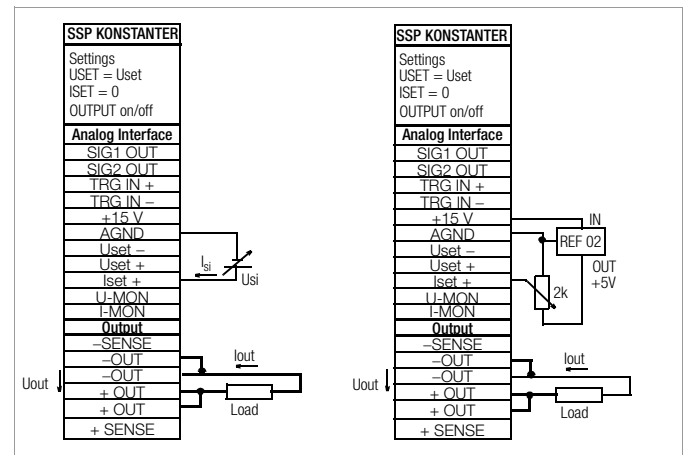 SSP KONSTANTER
Settings
USET = Uset
ISET = 0
OUTPUT on/off
Analog Interface
SIG1 OUT
SIG2 OUT
TRG IN +
TRG IN –
+15 V
AGND
Uset –
Uset +
Iset +
U-MON
I-MON
Output
–SENSE
–OUT
–OUT
+ OUT
+ OUT
+ SENSE
Isi
Usi
Iout
Uout
Load
SSP KONSTANTER
Settings
USET = Uset
ISET = 0
OUTPUT on/off
Analog Interface
SIG1 OUT
SIG2 OUT
TRG IN +
TRG IN –
+15 V
AGND
Uset –
Uset +
Iset +
U-MON
I-MON
Output
–SENSE
–OUT
–OUT
+ OUT
+ OUT
+ SENSE
IN
REF 02
OUT
+5V
2k
Iout
Uout
Load